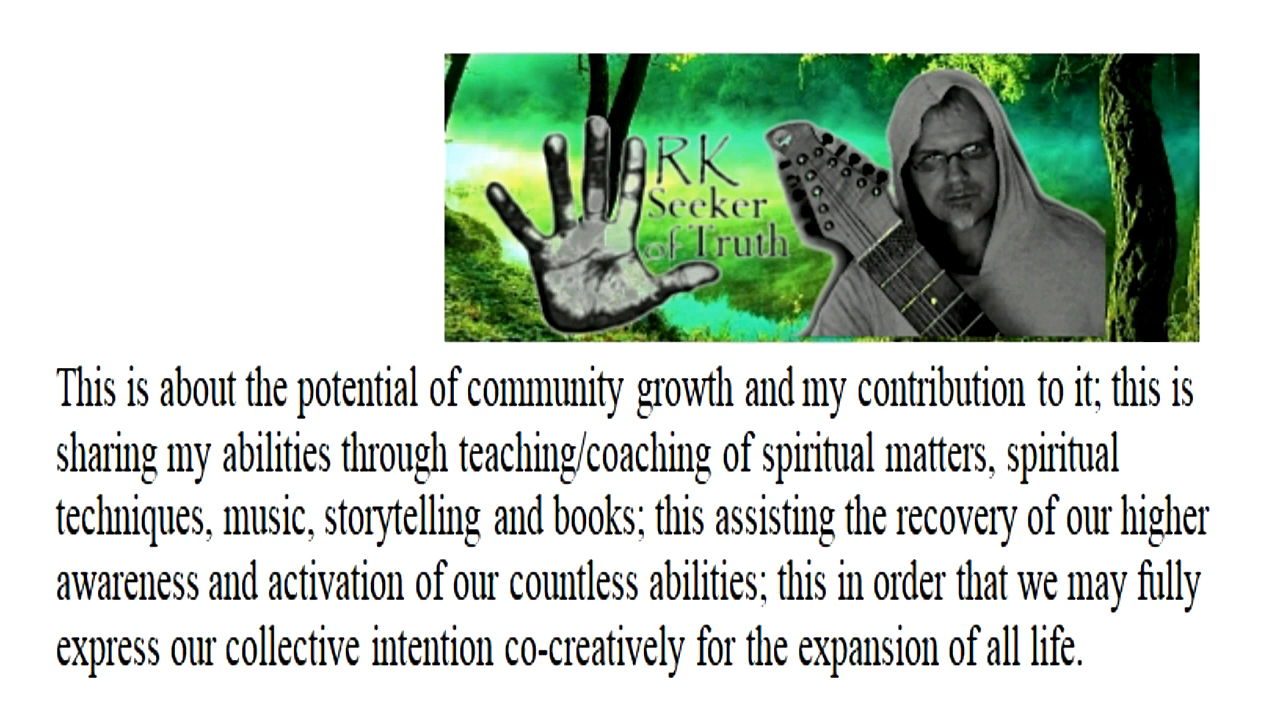 RK
Seeker
of Truth
This is about the potential of community growth and my contribution to it; this is
sharing my abilities through teaching/coaching of spiritual matters, spiritual
techniques, music, storytelling and books; this assisting the recovery of our higher
awareness and activation of our countless abilities; this in order that we may fully
express our collective intention co-creatively for the expansion of all life.